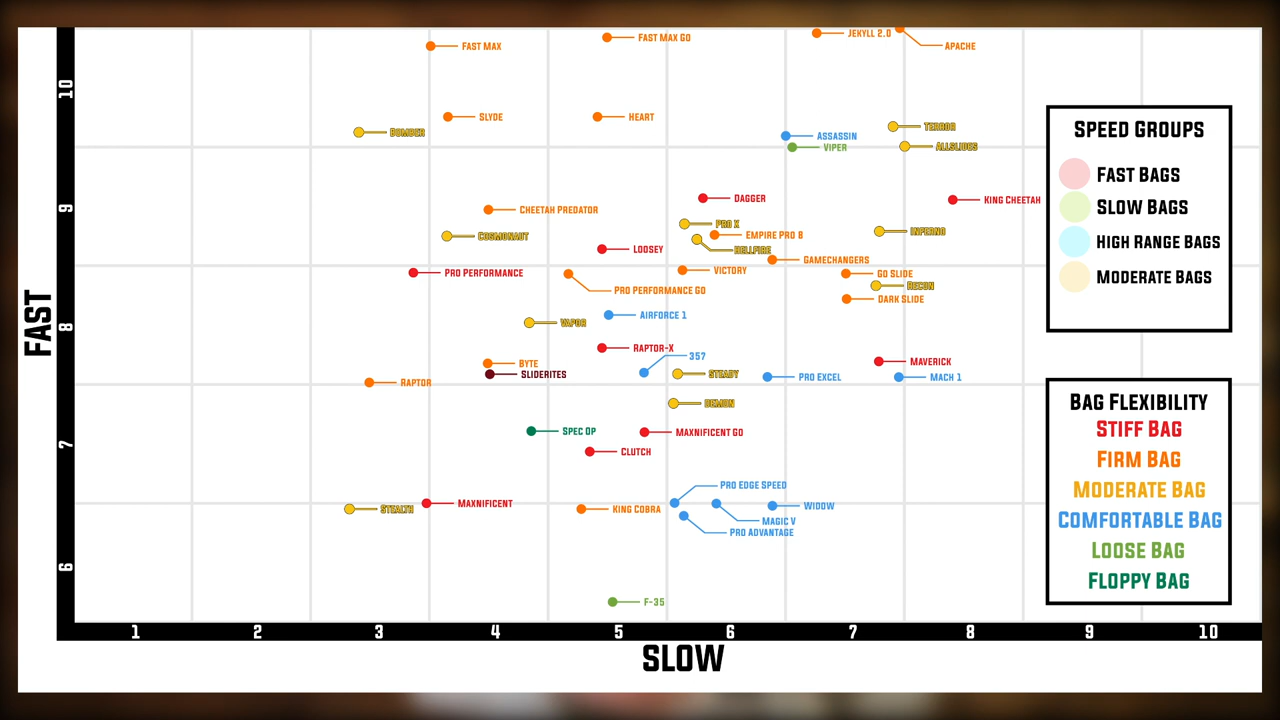 FAST MAX
FAST MAX GO
JEKYLL 2.0
APACHE
10
SLYDE
HEART
BOMBER
TERROR
ASSASSIN
VIPER
ALLSLIDES
SPEED GROUPS
FAST BAGS
SLOW BAGS
HIGH RANGE BAGS
MODERATE BAGS
9
DAGGER
KING CHEETAH
CHEETAH PREDATOR
PRO X
COSMONAUT
EMPIRE PRO B
INFERNO
LOOSEY
HELLFIRE
GAMECHANGERS
PRO PERFORMANCE
VICTORY
GO SLIDE
PRO PERFORMANCE GO
RECON
DARK SLIDE
FAST
8
AIRFORCE 1
VAPOR
RAPTOR-X
357
BYTE
MAVERICK
SLIDERITES
STEADY
PRO EXCEL
MACH 1
RAPTOR
DEMON
BAG FLEXIBILITY
STIFF BAG
FIRM BAG
MODERATE BAG
COMFORTABLE BAG
LOOSE BAG
FLOPPY BAG
7
SPEC OP
MAXNIFICENT GO
CLUTCH
PRO EDGE SPEED
STEALTH
MAXNIFICENT
KING COBRA
WIDOW
MAGIC V
PRO ADVANTAGE
6
F-35
1 2 3 4 5 6 7 8 9 10
SLOW